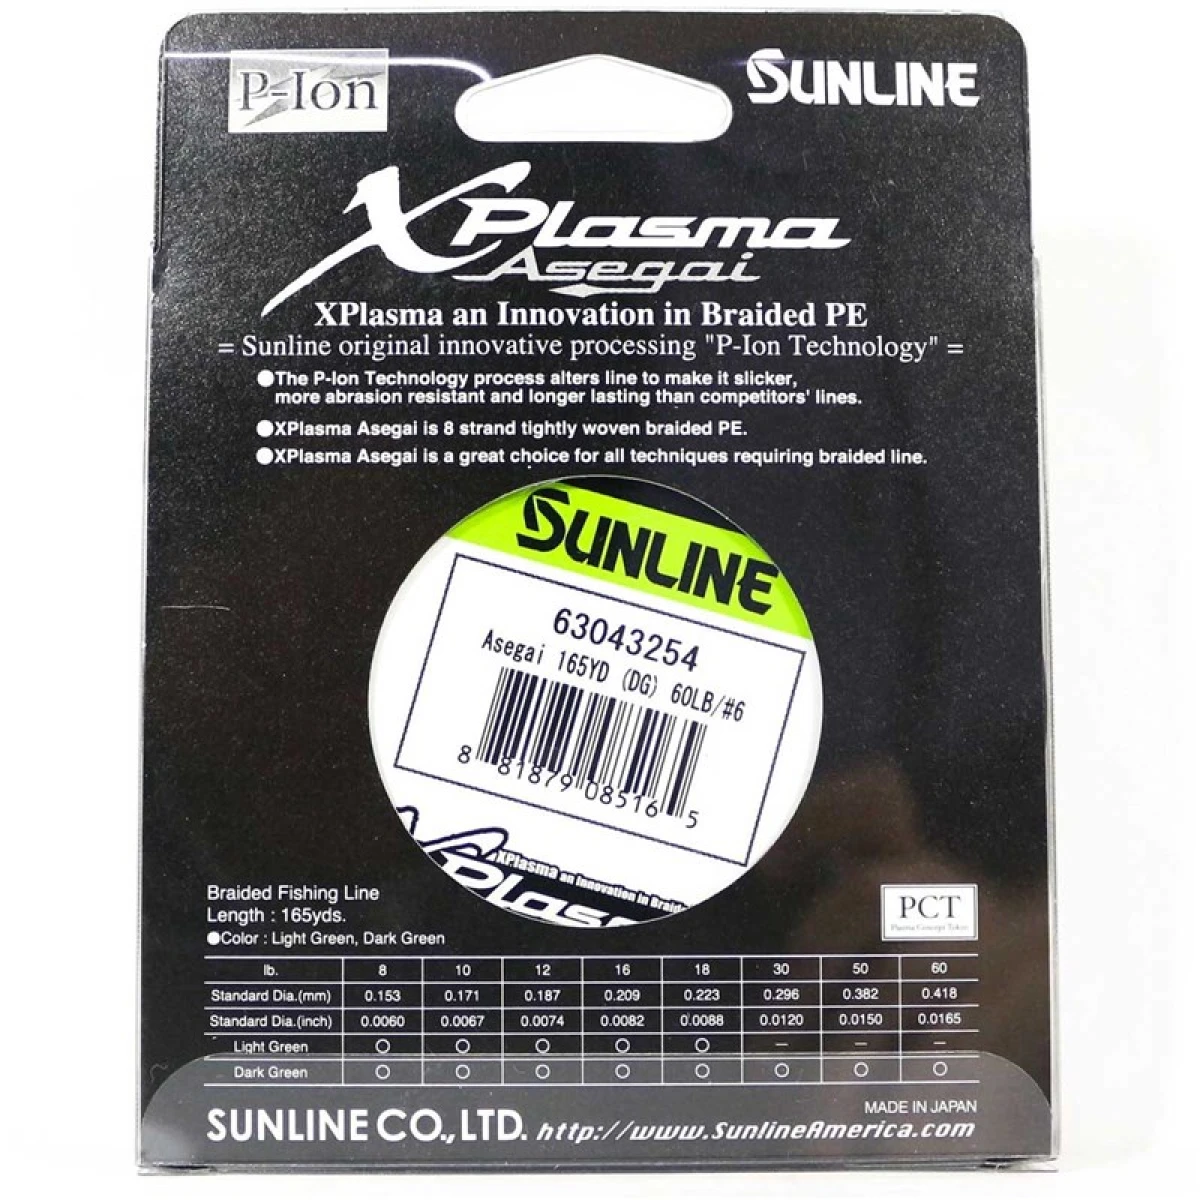 P-Ion
SUNLINE
XPlasma
Asegai
XPlasma an Innovation in Braided PE
= Sunline original innovative processing "P-Ion Technology" =
●The P-Ion Technology process alters line to make it slicker,
more abrasion resistant and longer lasting than competitors' lines.
●XPlasma Asegai is 8 strand tightly woven braided PE.
●XPlasma Asegai is a great choice for all techniques requiring braided line.
SUNLINE
63043254
Asegai 165YD (DG) 60LB/#6
8 81879 08516 5
XPlasma an Innovation in Braid
XPlas
Braided Fishing Line
Length : 165yds.
●Color : Light Green, Dark Green
PCT
Plasma Concept Tokyo
lb. 8 10 12 16 18 30 50 60
Standard Dia.(mm) 0.153 0.171 0.187 0.209 0.223 0.296 0.382 0.418
Standard Dia.(inch) 0.0060 0.0067 0.0074 0.0082 0.0088 0.0120 0.0150 0.0165
Light Green ○ ○ ○ ○ ○ — — —
Dark Green ○ ○ ○ ○ ○ ○ ○ ○
MADE IN JAPAN
SUNLINE CO.,LTD. http://www.SunlineAmerica.com